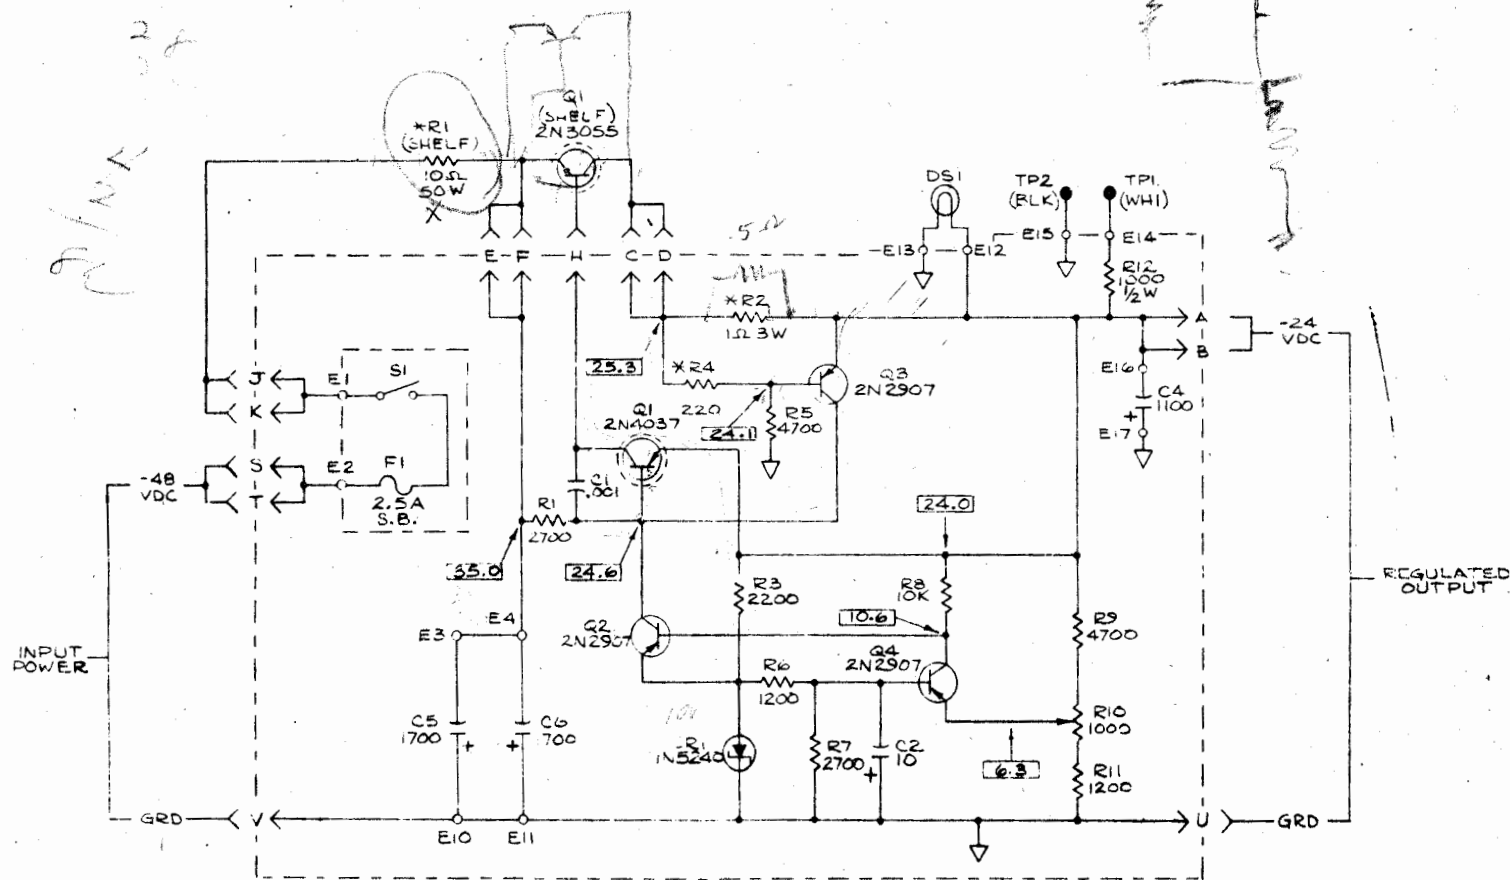 Q1
(SHELF)
2N3055
*R1
(SHELF)
10Ω
50W
X
DS1
TP2
(BLK)
TP1
(WHT)
E15
E14
E13
E12
E
F
H
C
D
.5Ω
R12
1000
1/2W
*R2
1Ω 3W
A
B
-24
VDC
25.3
*R4
220
Q3
2N2907
E16
C4
1100
+
E17
J
K
E1
S1
Q1
2N4037
24.1
R5
4700
S
T
E2
F1
2.5A
S.B.
-48
VDC
C1
.001
R1
2700
24.0
35.0
24.6
R3
2200
R8
10K
10.6
R9
4700
REGULATED
OUTPUT
INPUT
POWER
E3
E4
Q2
2N2907
Q4
2N2907
R6
1200
C5
1700
+
C6
700
+
1N5240
R7
2700
C2
10
+
R10
1000
6.3
R11
1200
GRD
V
E10
E11
U
GRD